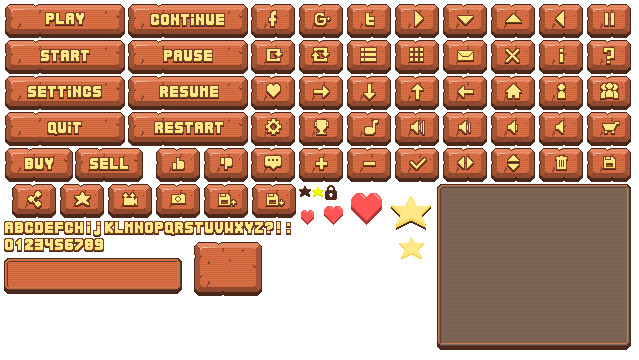 PLAY CONTINUE f G+ t
START PAUSE i ?
SETTINGS RESUME
QUIT RESTART
BUY SELL
ABCDEFGHijKLMNOPQRSTUVWXYZ?!:
0123456789